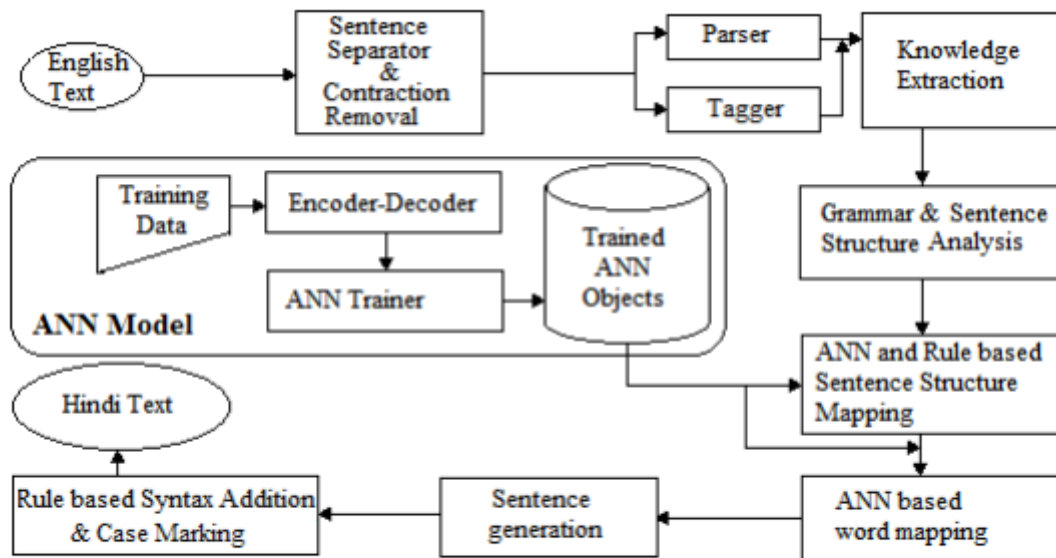 English
Text
Sentence
Separator
&
Contraction
Removal
Parser
Tagger
Knowledge
Extraction
Training
Data
Encoder-Decoder
ANN Trainer
Trained
ANN
Objects
ANN Model
Grammar & Sentence
Structure Analysis
ANN and Rule based
Sentence Structure
Mapping
ANN based
word mapping
Sentence
generation
Rule based Syntax Addition
& Case Marking
Hindi Text